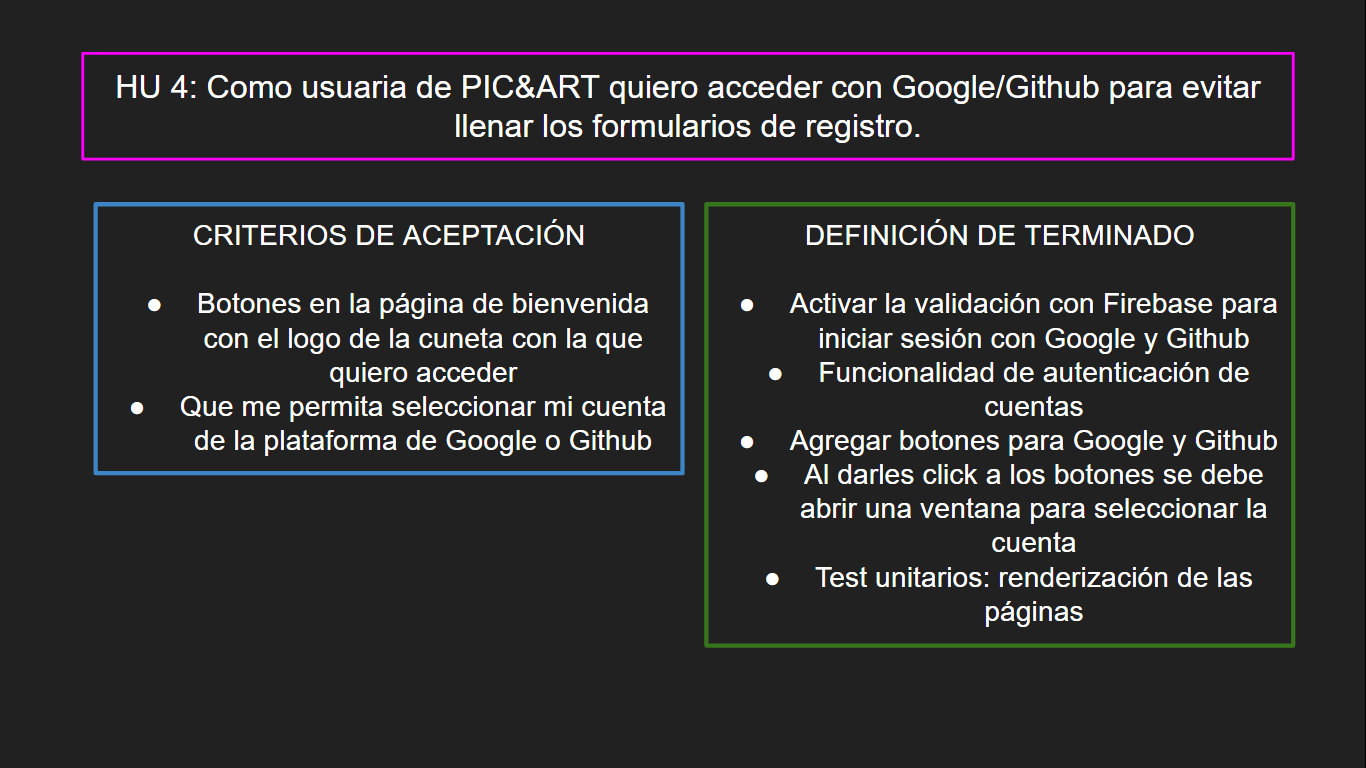 HU 4: Como usuaria de PIC&ART quiero acceder con Google/Github para evitar
llenar los formularios de registro.
CRITERIOS DE ACEPTACIÓN
● Botones en la página de bienvenida
con el logo de la cuneta con la que
quiero acceder
● Que me permita seleccionar mi cuenta
de la plataforma de Google o Github
DEFINICIÓN DE TERMINADO
● Activar la validación con Firebase para
iniciar sesión con Google y Github
● Funcionalidad de autenticación de
cuentas
● Agregar botones para Google y Github
● Al darles click a los botones se debe
abrir una ventana para seleccionar la
cuenta
● Test unitarios: renderización de las
páginas